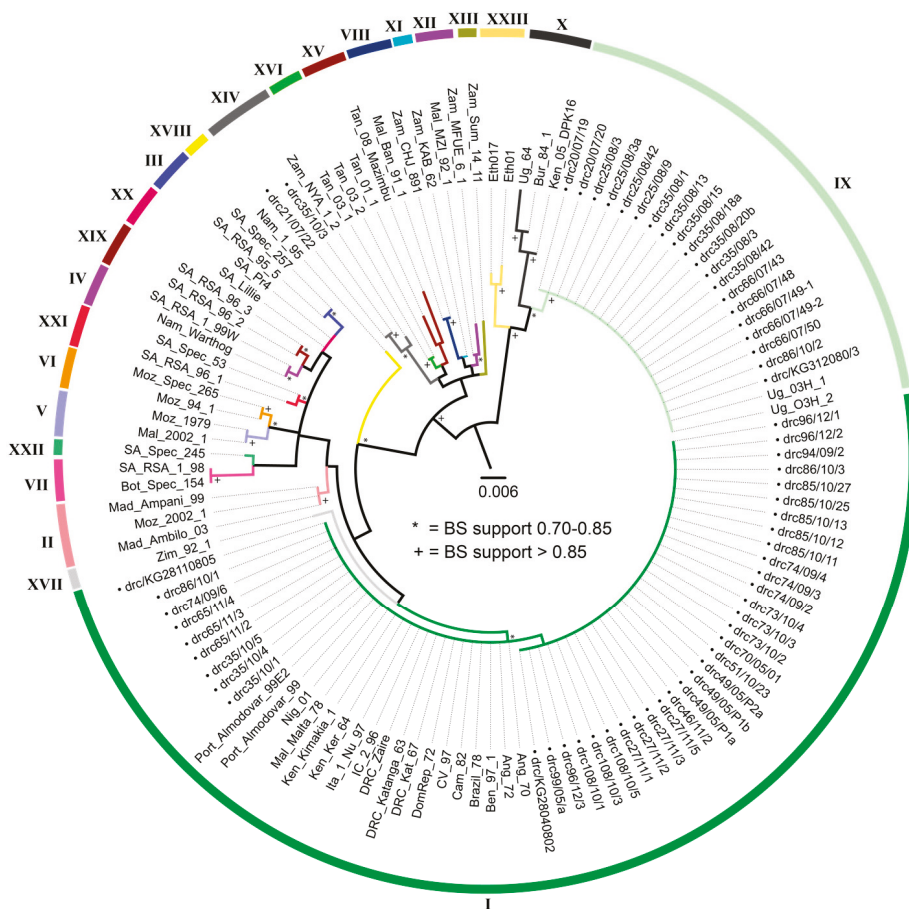 XVIII
XIV
XVI
XV
VIII
XI
XII
XIII
XXIII
X
IX
I
XVII
II
VII
XXII
V
VI
XXI
IV
XIX
XX
III
drc/KG28110805
Zim_92_1
Mad_Ambilo_03
Moz_2002_1
Mad_Ampani_99
Bot_Spec_154
SA_RSA_1_98
SA_Spec_245
Mal_2002_1
Moz_1979
Moz_94_1
Moz_Spec_265
SA_RSA_96_1
SA_Spec_53
Nam_Warthog
SA_RSA_1_99W
SA_RSA_96_2
SA_RSA_96_3
SA_Lillie
SA_Pr4
SA_RSA_95_5
SA_Spec_257
Nam_1_95
• drc21/07/22
• drc35/10/3
Zam_NYA_1_2
Tan_03_1
Tan_03_2
Tan_01_1
Tan_08_Mazimbu
Mal_Ban_91_1
Zam_CHJ_891
Zam_KAB_62
Mal_MZI_92_1
Zam_MFUE_6_1
Zam_Sum_14_11
Eth017
Eth01
Ug_64
Bur_84_1
Ken_05_DPK16
• drc20/07/19
• drc20/07/20
• drc25/08/3
• drc25/08/3a
• drc25/08/42
• drc25/08/9
• drc35/08/1
• drc35/08/13
• drc35/08/15
• drc35/08/18a
• drc35/08/20b
• drc35/08/3
• drc35/08/42
• drc66/07/43
• drc66/07/48
• drc66/07/49-1
• drc66/07/49-2
• drc66/07/50
• drc86/10/2
• drc/KG312080/3
Ug_03H_1
Ug_O3H_2
• drc96/12/1
• drc96/12/2
• drc94/09/2
• drc86/10/3
• drc85/10/27
• drc85/10/25
• drc85/10/13
• drc85/10/12
• drc85/10/11
• drc74/09/4
• drc74/09/3
• drc74/09/2
• drc73/10/4
• drc73/10/3
• drc73/10/2
• drc70/05/01
• drc51/10/23
• drc49/05/P2a
• drc49/05/P1b
• drc49/05/P1a
• drc46/11/2
• drc27/11/5
• drc27/11/3
• drc27/11/2
• drc27/11/1
• drc108/10/5
• drc108/10/3
• drc108/10/1
• drc96/12/3
• drc99/05/a
• drc/KG28040802
Ang_70
Ang_72
Ben_97_1
Brazil_78
Cam_82
CV_97
DomRep_72
DRC_Kat_67
DRC_Katanga_63
DRC_Zaire
IC_2_96
Ita_1_Nu_97
Ken_Ker_64
Ken_Kimakia_1
Mal_Malta_78
Nig_01
Port_Almodovar_99
Port_Almodovar_99E2
• drc35/10/1
• drc35/10/4
• drc35/10/5
• drc65/11/2
• drc65/11/3
• drc65/11/4
• drc74/09/6
• drc86/10/1
0.006
* = BS support 0.70-0.85
+ = BS support > 0.85